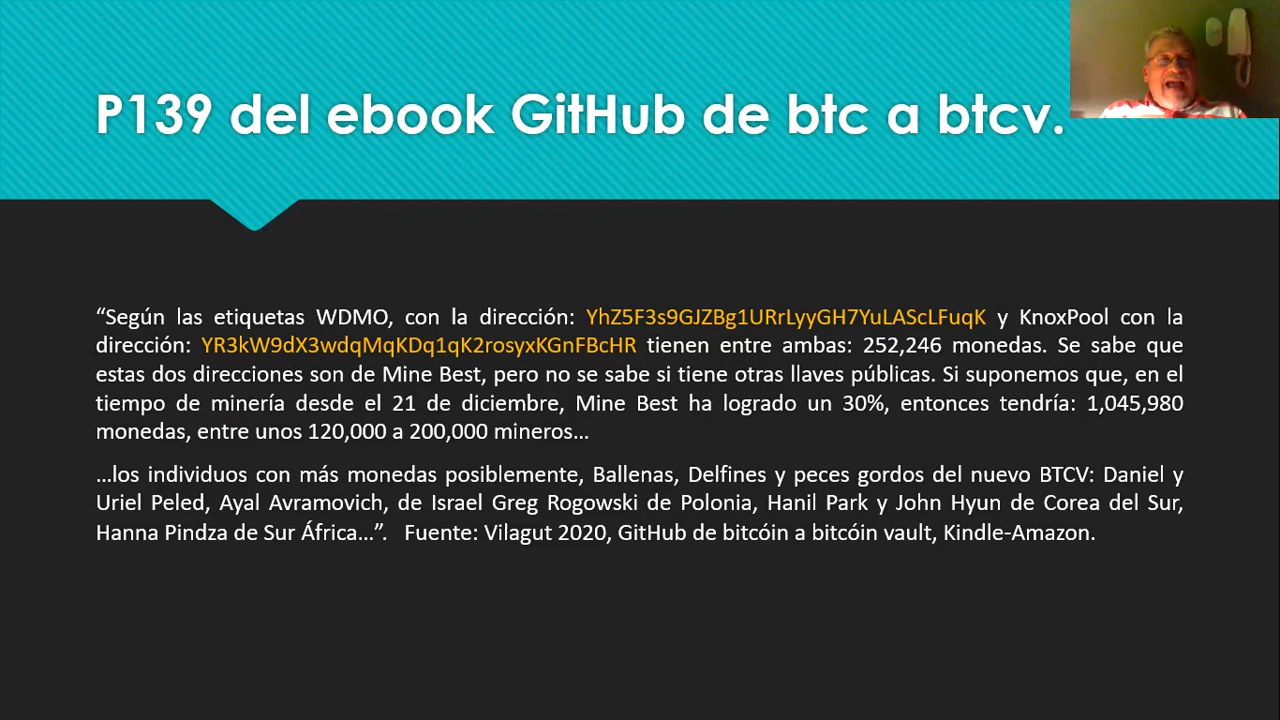 P139 del ebook GitHub de btc a btcv.
“Según las etiquetas WDMO, con la dirección: YhZ5F3s9GJZBg1URrLyyGH7YuLAScLFuqK y KnoxPool con la
dirección: YR3kW9dX3wdqMqKDq1qK2rosyxKGnFBcHR tienen entre ambas: 252,246 monedas. Se sabe que
estas dos direcciones son de Mine Best, pero no se sabe si tiene otras llaves públicas. Si suponemos que, en el
tiempo de minería desde el 21 de diciembre, Mine Best ha logrado un 30%, entonces tendría: 1,045,980
monedas, entre unos 120,000 a 200,000 mineros…
…los individuos con más monedas posiblemente, Ballenas, Delfines y peces gordos del nuevo BTCV: Daniel y
Uriel Peled, Ayal Avramovich, de Israel Greg Rogowski de Polonia, Hanil Park y John Hyun de Corea del Sur,
Hanna Pindza de Sur África…”. Fuente: Vilagut 2020, GitHub de bitcóin a bitcóin vault, Kindle-Amazon.